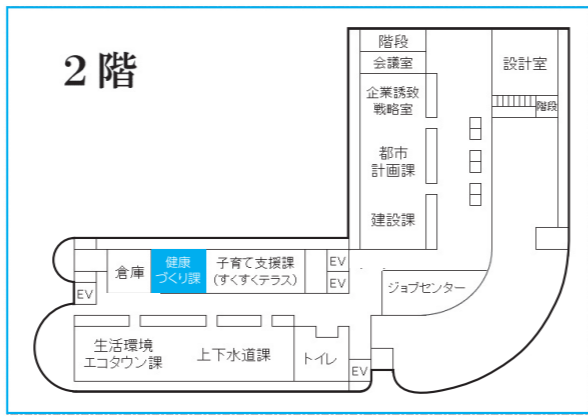 2階
階段
会議室
設計室
企業誘致
戦略室
階段
都市
計画課
建設課
倉庫
健康
づくり課
子育て支援課
(すくすくテラス)
EV
EV
EV
ジョブセンター
生活環境
エコタウン課
上下水道課
トイレ
EV